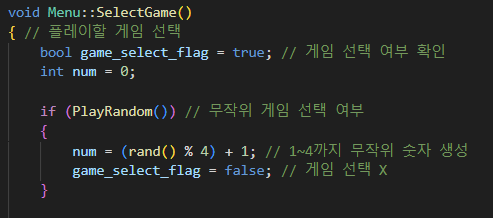 void Menu::SelectGame()
{ // 플레이할 게임 선택
    bool game_select_flag = true; // 게임 선택 여부 확인
    int num = 0;

    if (PlayRandom()) // 무작위 게임 선택 여부
    {
        num = (rand() % 4) + 1; // 1~4까지 무작위 숫자 생성
        game_select_flag = false; // 게임 선택 X
    }